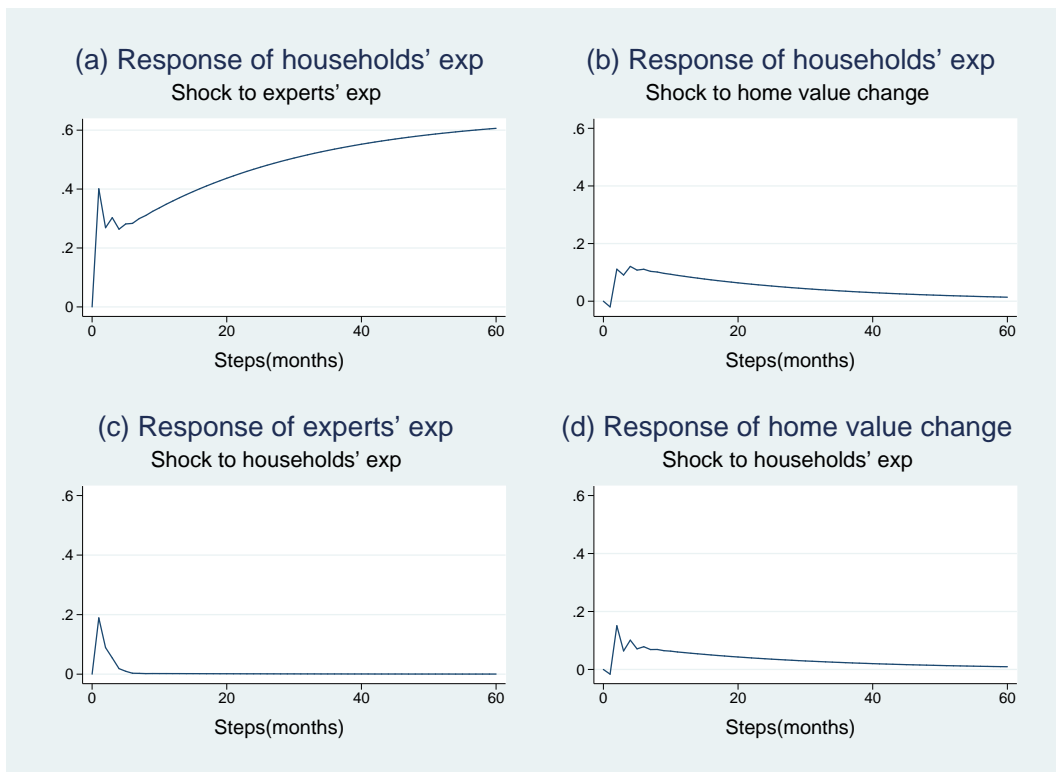 (a) Response of households’ exp
Shock to experts’ exp
.6
.4
.2
0
0 20 40 60
Steps(months)
(b) Response of households’ exp
Shock to home value change
.6
.4
.2
0
0 20 40 60
Steps(months)
(c) Response of experts’ exp
Shock to households’ exp
.6
.4
.2
0
0 20 40 60
Steps(months)
(d) Response of home value change
Shock to households’ exp
.6
.4
.2
0
0 20 40 60
Steps(months)